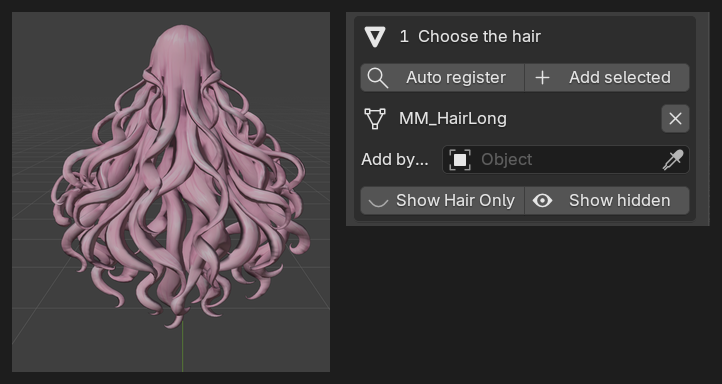 1 Choose the hair
Auto register
Add selected
MM_HairLong
Add by...
Object
Show Hair Only
Show hidden